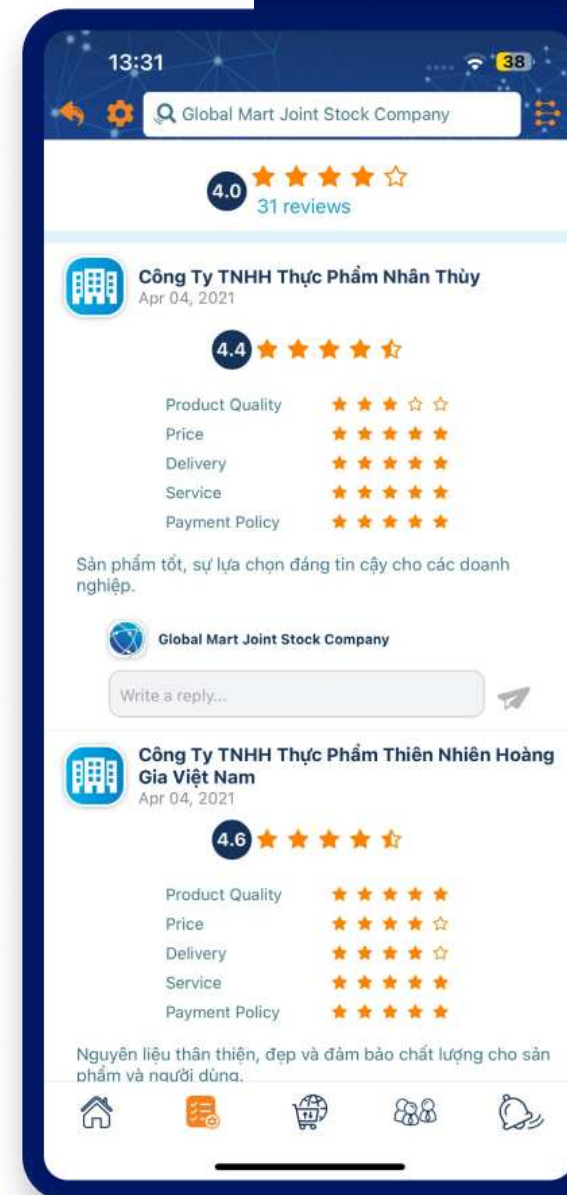 13:31
38
Global Mart Joint Stock Company
4.0
31 reviews
Công Ty TNHH Thực Phẩm Nhân Thùy
Apr 04, 2021
4.4
Product Quality
Price
Delivery
Service
Payment Policy
Sản phẩm tốt, sự lựa chọn đáng tin cậy cho các doanh
nghiệp.
Global Mart Joint Stock Company
Write a reply...
Công Ty TNHH Thực Phẩm Thiên Nhiên Hoàng
Gia Việt Nam
Apr 04, 2021
4.6
Product Quality
Price
Delivery
Service
Payment Policy
Nguyên liệu thân thiện, đẹp và đảm bảo chất lượng cho sản
phẩm và người dùng.